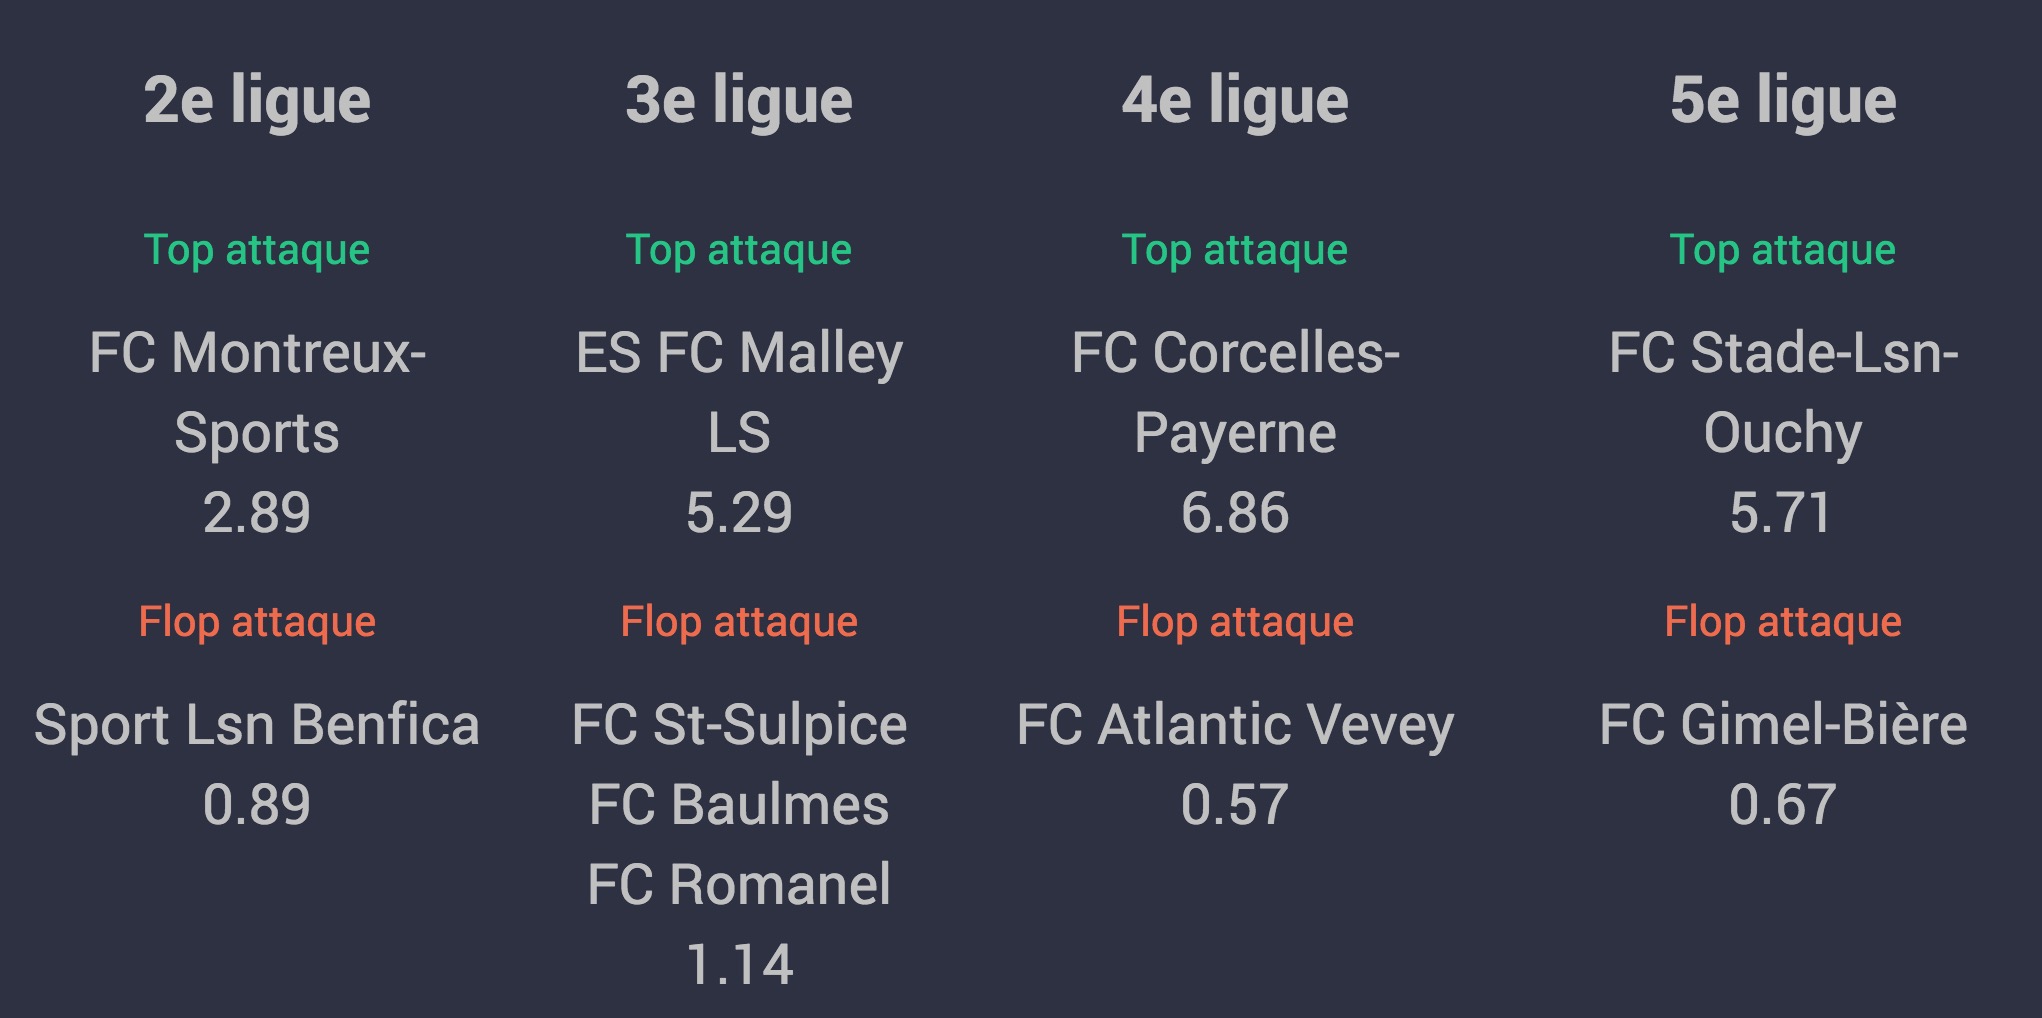 2e ligue
Top attaque
FC Montreux-
Sports
2.89
Flop attaque
Sport Lsn Benfica
0.89
3e ligue
Top attaque
ES FC Malley
LS
5.29
Flop attaque
FC St-Sulpice
FC Baulmes
FC Romanel
1.14
4e ligue
Top attaque
FC Corcelles-
Payerne
6.86
Flop attaque
FC Atlantic Vevey
0.57
5e ligue
Top attaque
FC Stade-Lsn-
Ouchy
5.71
Flop attaque
FC Gimel-Bière
0.67